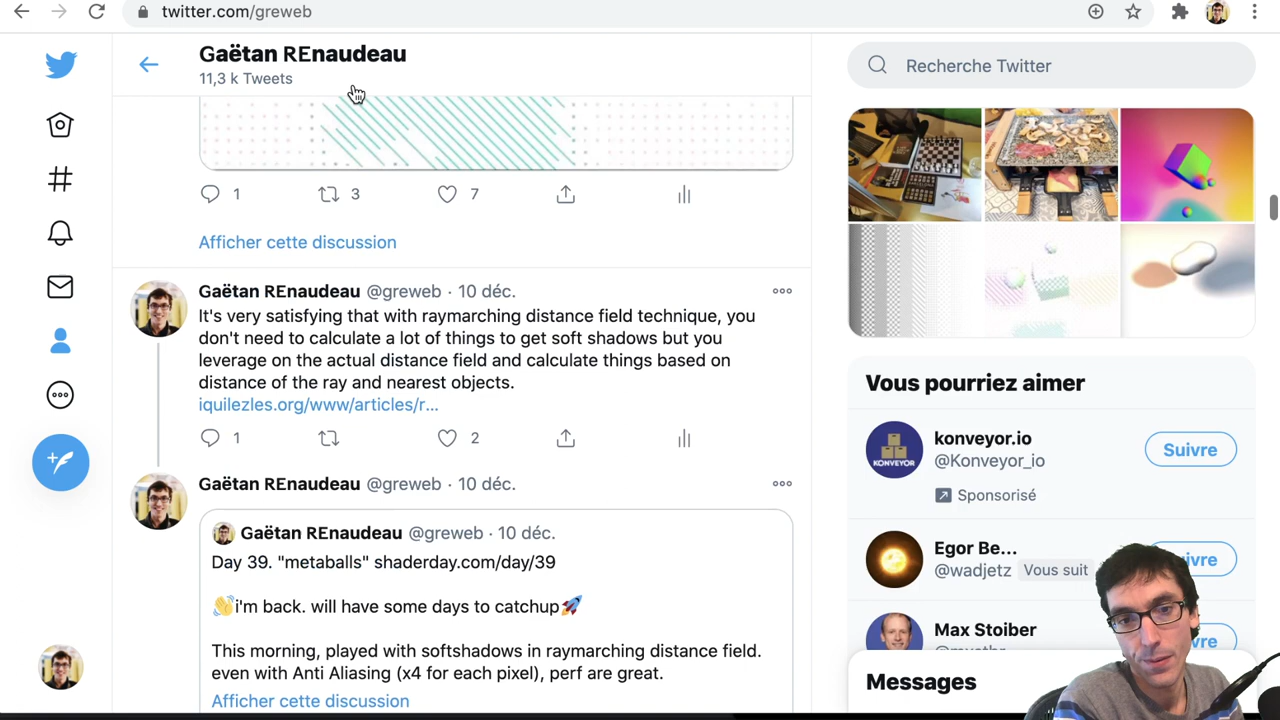 twitter.com/greweb
Gaëtan REnaudeau
11,3 k Tweets
Recherche Twitter
1
3
7
Afficher cette discussion
Gaëtan REnaudeau @greweb · 10 déc.
It's very satisfying that with raymarching distance field technique, you
don't need to calculate a lot of things to get soft shadows but you
leverage on the actual distance field and calculate things based on
distance of the ray and nearest objects.
iquilezles.org/www/articles/r...
1
2
Gaëtan REnaudeau @greweb · 10 déc.
Gaëtan REnaudeau @greweb · 10 déc.
Day 39. "metaballs" shaderday.com/day/39
👋i'm back. will have some days to catchup🚀
This morning, played with softshadows in raymarching distance field.
even with Anti Aliasing (x4 for each pixel), perf are great.
Afficher cette discussion
Vous pourriez aimer
KONVEYOR
konveyor.io
@Konveyor_io
Suivre
Sponsorisé
Egor Be...
@wadjetz Vous suit
ivre
Max Stoiber
vre
Messages